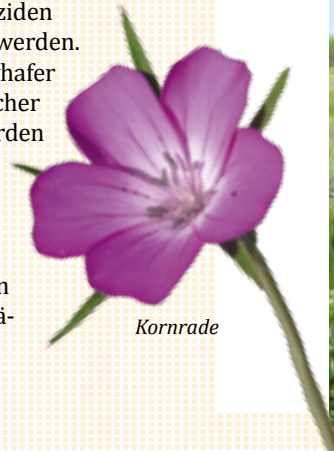 ziden
werden.
hafer
cher
rden
n
ä-
Kornrade